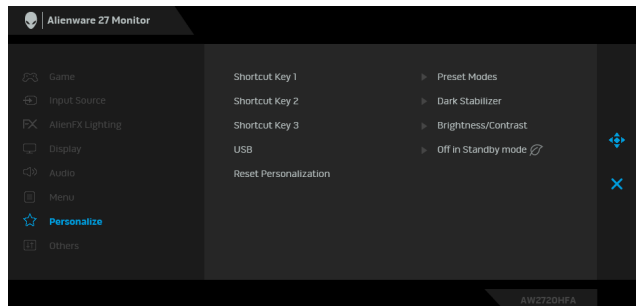 Alienware 27 Monitor
Game
Input Source
AlienFX Lighting
Display
Audio
Menu
Personalize
Others
Shortcut Key 1 Preset Modes
Shortcut Key 2 Dark Stabilizer
Shortcut Key 3 Brightness/Contrast
USB Off in Standby mode
Reset Personalization
AW2720HFA